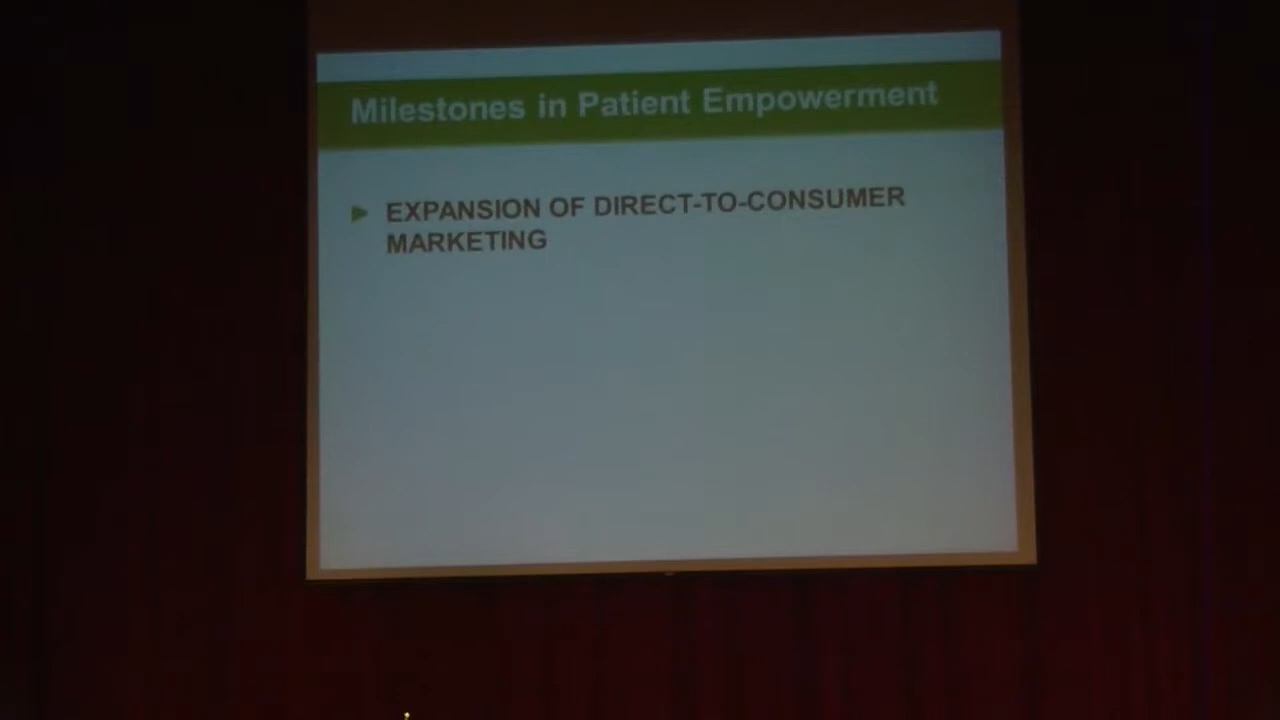 Milestones in Patient Empowerment
EXPANSION OF DIRECT-TO-CONSUMER
MARKETING